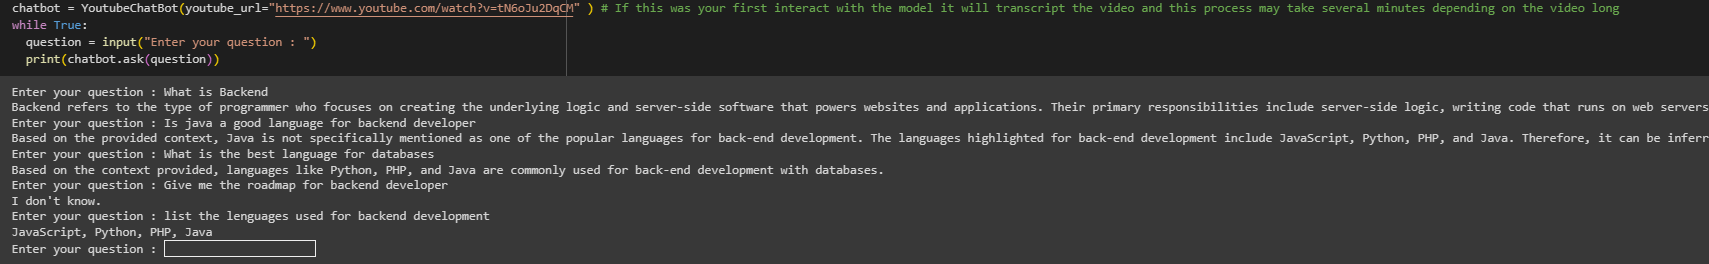 chatbot = YoutubeChatBot(youtube_url="https://www.youtube.com/watch?v=tN6oJu2DqCM" ) # If this was your first interact with the model it will transcript the video and this process may take several minutes depending on the video long
while True:
  question = input("Enter your question : ")
  print(chatbot.ask(question))
Enter your question : What is Backend
Backend refers to the type of programmer who focuses on creating the underlying logic and server-side software that powers websites and applications. Their primary responsibilities include server-side logic, writing code that runs on web servers
Enter your question : Is java a good language for backend developer
Based on the provided context, Java is not specifically mentioned as one of the popular languages for back-end development. The languages highlighted for back-end development include JavaScript, Python, PHP, and Java. Therefore, it can be inferr
Enter your question : What is the best language for databases
Based on the context provided, languages like Python, PHP, and Java are commonly used for back-end development with databases.
Enter your question : Give me the roadmap for backend developer
I don't know.
Enter your question : list the lenguages used for backend development
JavaScript, Python, PHP, Java
Enter your question :